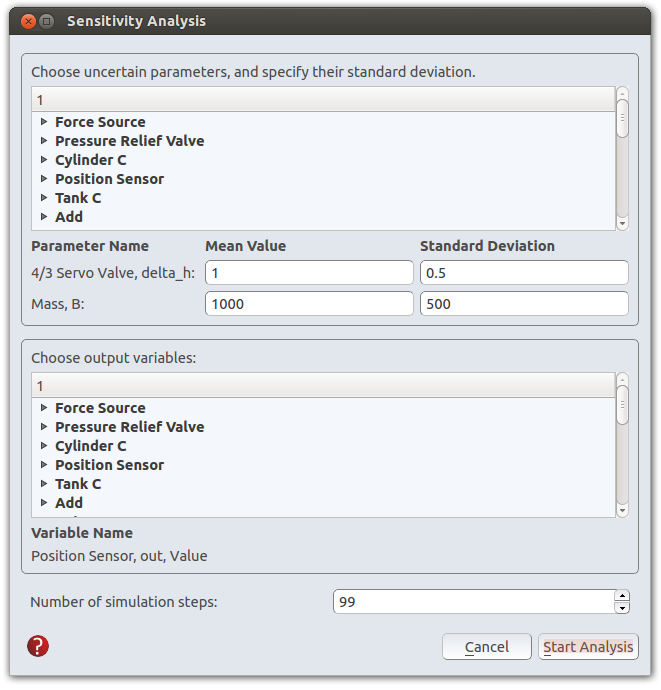 Sensitivity Analysis
Choose uncertain parameters, and specify their standard deviation.
1
Force Source
Pressure Relief Valve
Cylinder C
Position Sensor
Tank C
Add
Parameter Name Mean Value Standard Deviation
4/3 Servo Valve, delta_h: 1 0.5
Mass, B: 1000 500
Choose output variables:
1
Force Source
Pressure Relief Valve
Cylinder C
Position Sensor
Tank C
Add
Variable Name
Position Sensor, out, Value
Number of simulation steps: 99
? Cancel Start Analysis